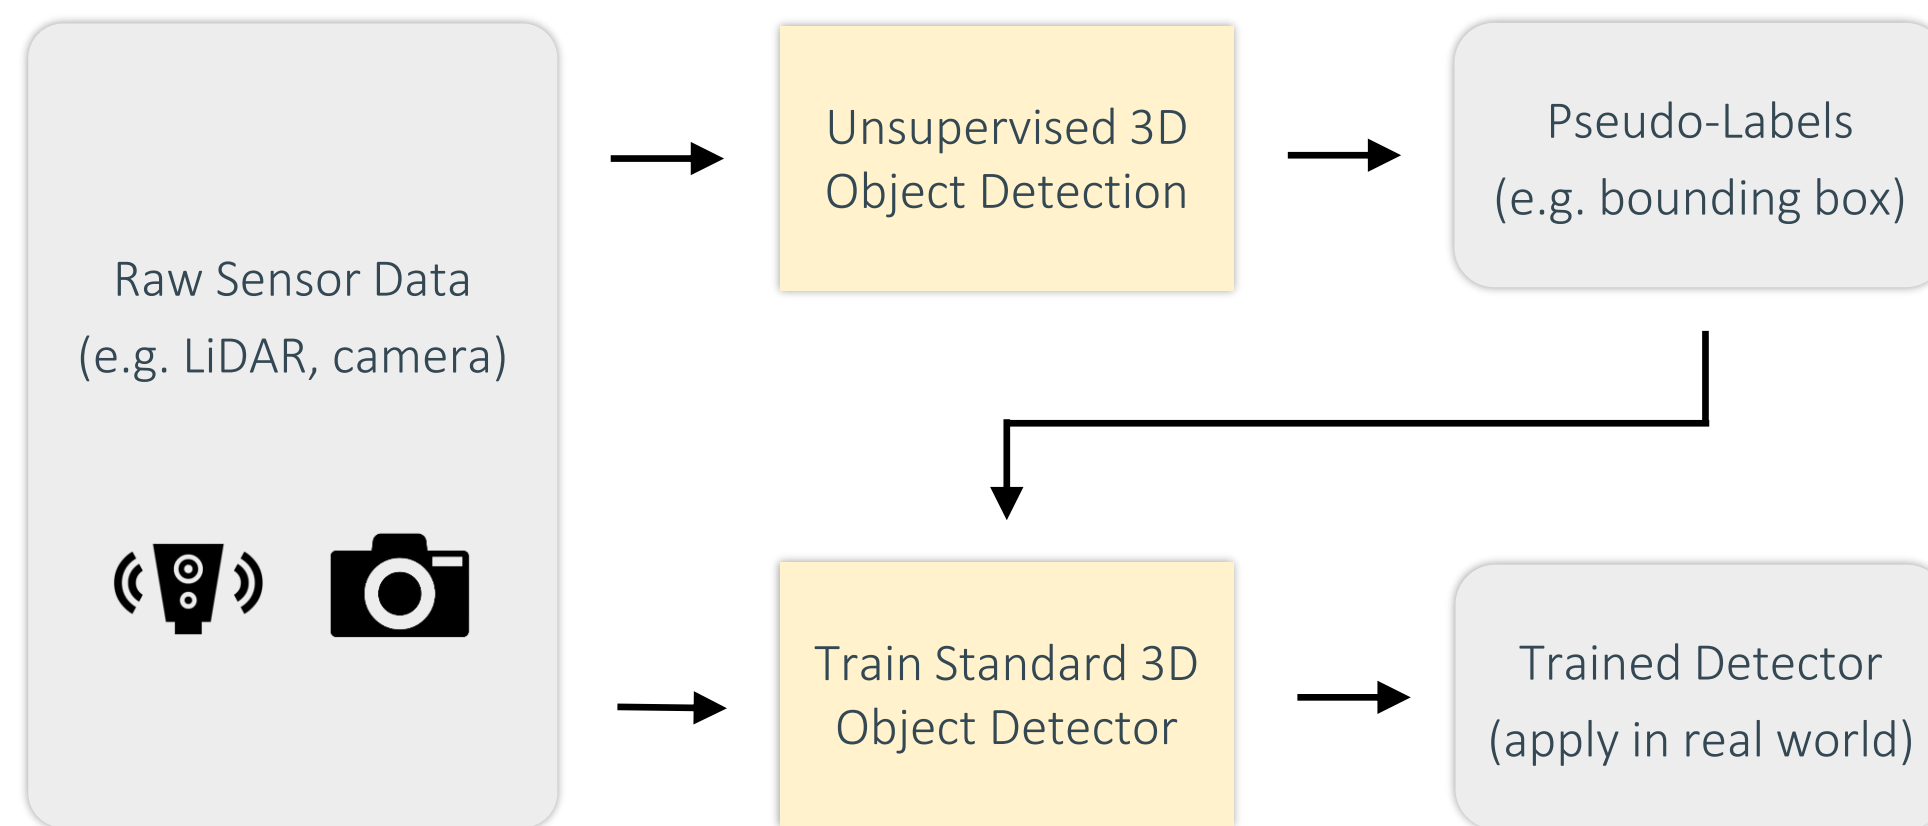 Raw Sensor Data
(e.g. LiDAR, camera)
Unsupervised 3D
Object Detection
Pseudo-Labels
(e.g. bounding box)
Train Standard 3D
Object Detector
Trained Detector
(apply in real world)